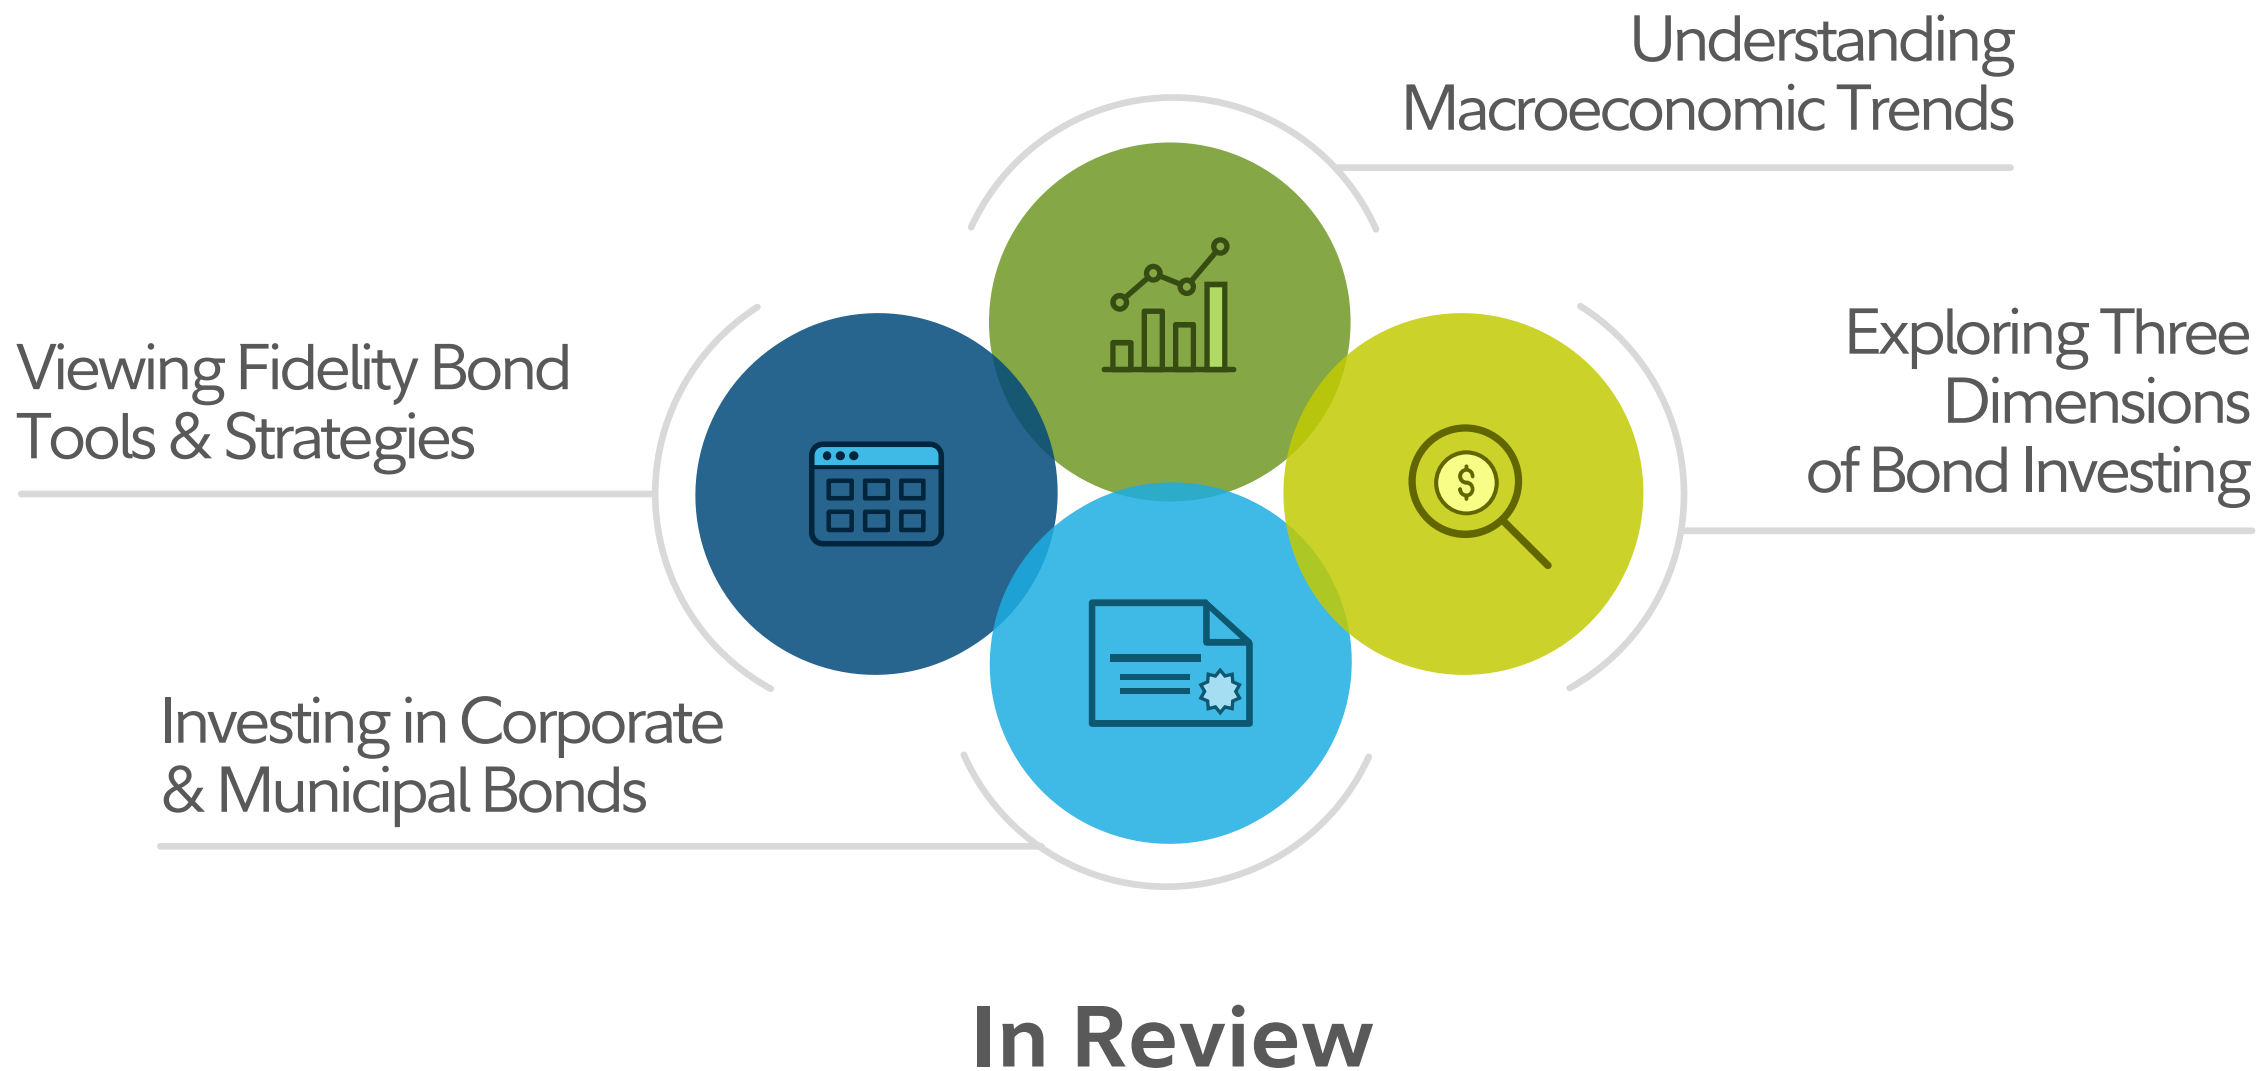 Understanding
Macroeconomic Trends
Exploring Three
Dimensions
of Bond Investing
Viewing Fidelity Bond
Tools & Strategies
$
Investing in Corporate
& Municipal Bonds
In Review